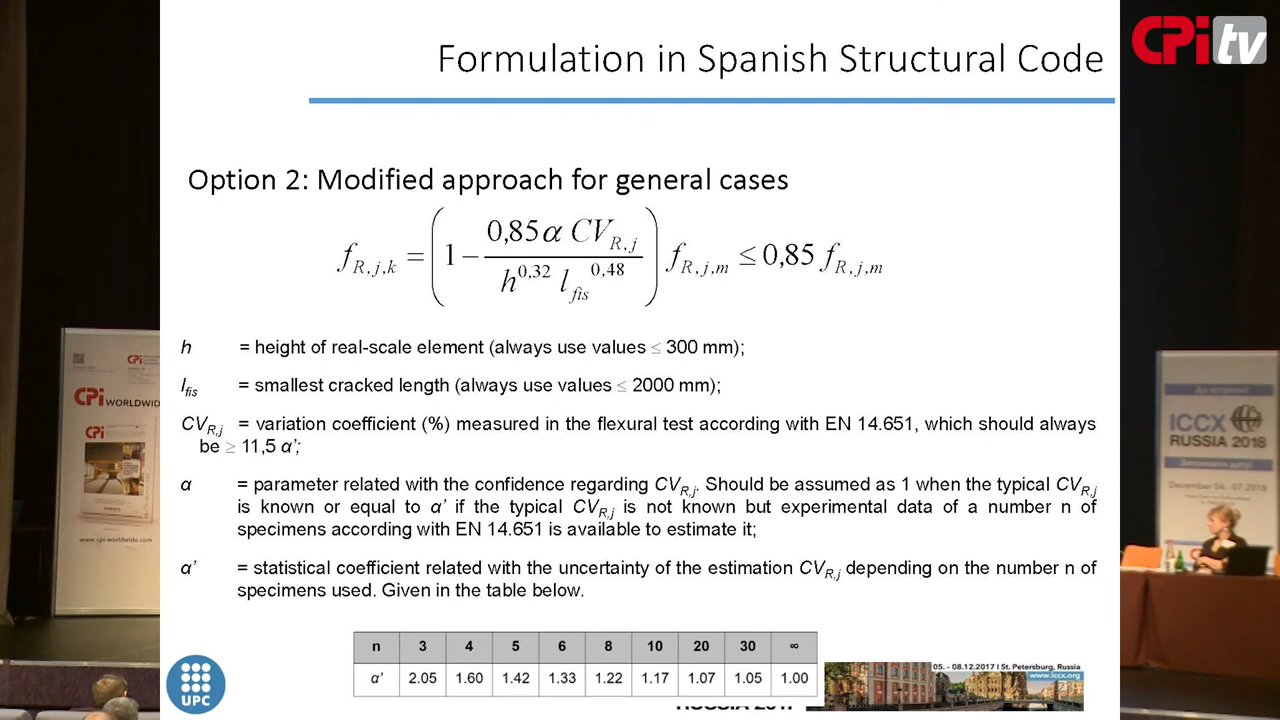 CPi tv
Formulation in Spanish Structural Code
Option 2: Modified approach for general cases
f_{R,j,k} = (1 − 0,85 α CV_{R,j} / h^{0,32} l_{fis}^{0,48}) f_{R,j,m} ≤ 0,85 f_{R,j,m}
h = height of real-scale element (always use values ≤ 300 mm);
l_{fis} = smallest cracked length (always use values ≤ 2000 mm);
CV_{R,j} = variation coefficient (%) measured in the flexural test according with EN 14.651, which should always
be ≥ 11,5 α’;
α = parameter related with the confidence regarding CV_{R,j}. Should be assumed as 1 when the typical CV_{R,j}
is known or equal to α’ if the typical CV_{R,j} is not known but experimental data of a number n of
specimens according with EN 14.651 is available to estimate it;
α’ = statistical coefficient related with the uncertainty of the estimation CV_{R,j} depending on the number n of
specimens used. Given in the table below.
n 3 4 5 6 8 10 20 30 ∞
α’ 2.05 1.60 1.42 1.33 1.22 1.17 1.07 1.05 1.00
UPC
05. - 08.12.2017 I St. Petersburg, Russia
www.iccx.org
RUSSIA 2017
CPi
CPi WORLDWIDE
CPi
www.cpi-worldwide.com
До встречи!
ICCX
RUSSIA 2018
December 04. -07.2018